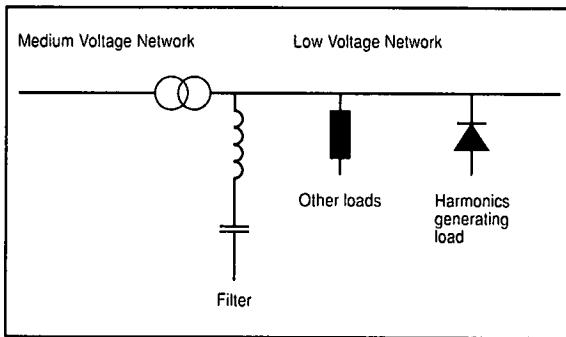 Medium Voltage Network
Low Voltage Network
Other loads
Harmonics
generating
load
Filter